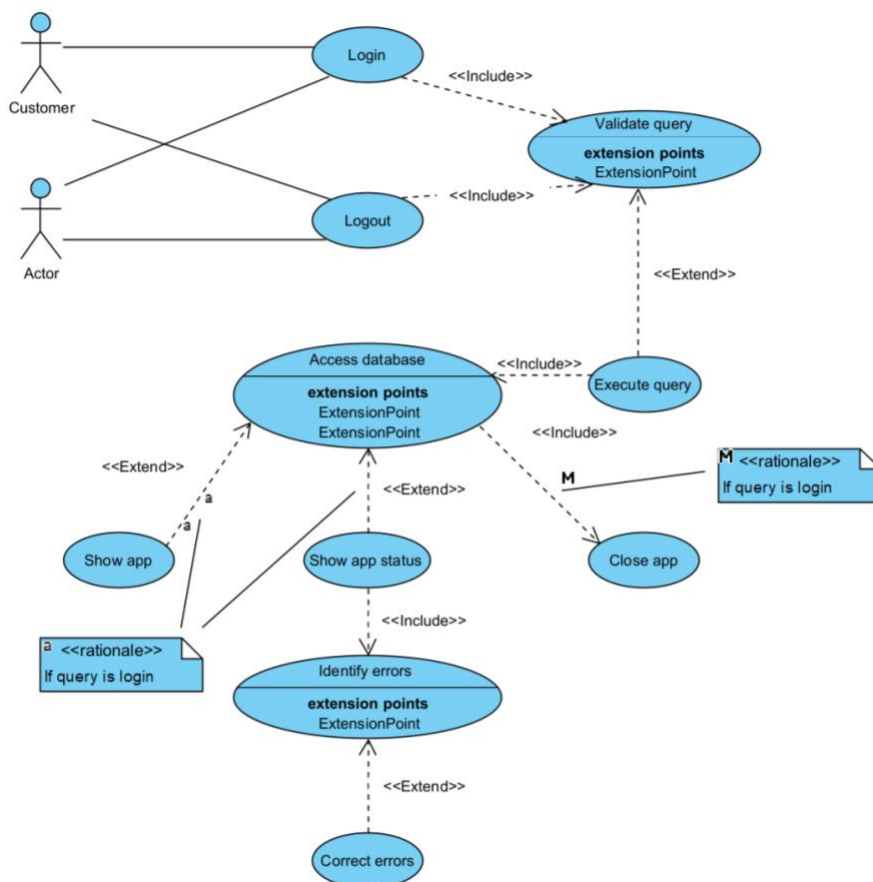 Customer
Login
<<Include>>
Validate query
extension points
ExtensionPoint
Actor
Logout
<<Include>>
<<Extend>>
Access database
extension points
ExtensionPoint
ExtensionPoint
<<Include>>
Execute query
<<Include>>
<<Extend>>
a
a
<<Extend>>
M
M <<rationale>>
If query is login
Show app
Show app status
Close app
<<Include>>
a <<rationale>>
If query is login
Identify errors
extension points
ExtensionPoint
<<Extend>>
Correct errors